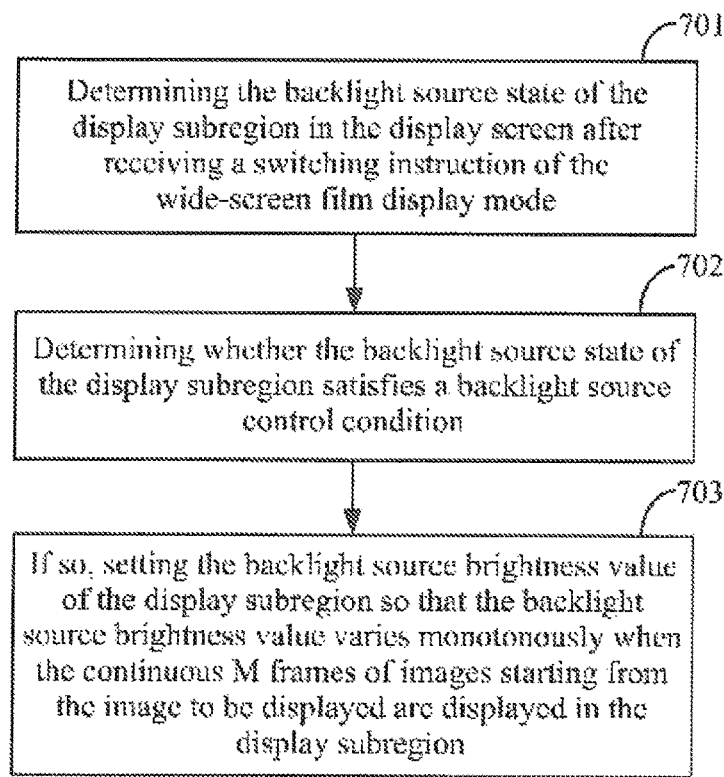 701
Determining the backlight source state of the
display subregion in the display screen after
receiving a switching instruction of the
wide-screen film display mode
702
Determining whether the backlight source state of
the display subregion satisfies a backlight source
control condition
703
If so, setting the backlight source brightness value
of the display subregion so that the backlight
source brightness value varies monotonously when
the continuous M frames of images starting from
the image to be displayed are displayed in the
display subregion